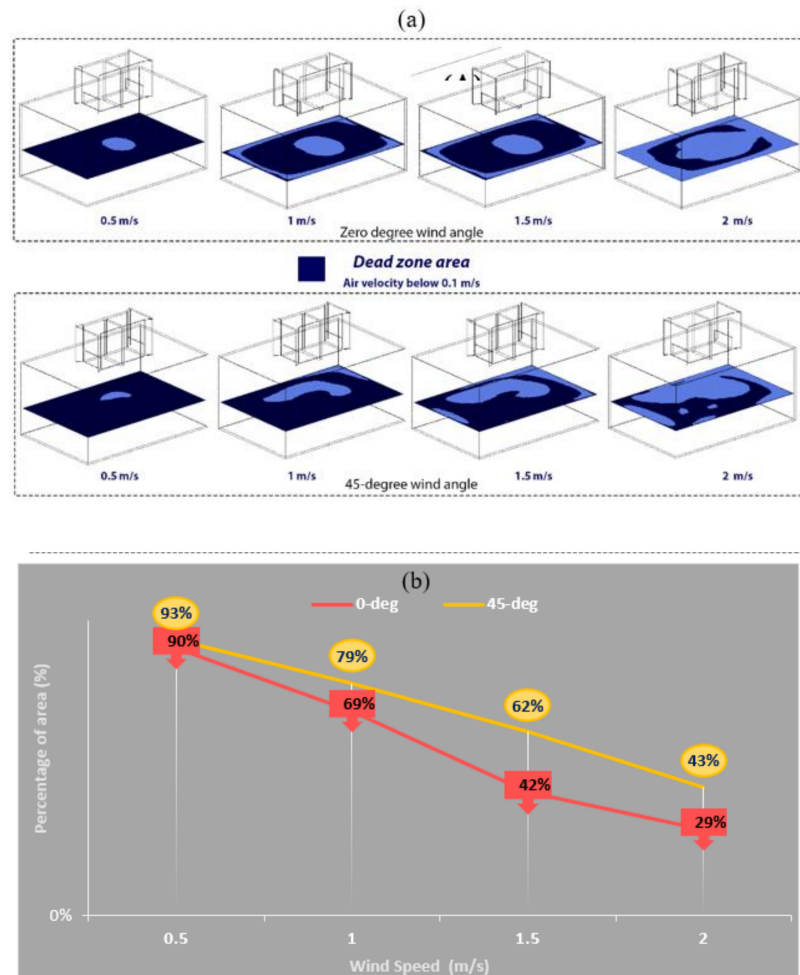 (a)
0.5 m/s 1 m/s 1.5 m/s 2 m/s
Zero degree wind angle
Dead zone area
Air velocity below 0.1 m/s
0.5 m/s 1 m/s 1.5 m/s 2 m/s
45-degree wind angle
(b)
0-deg 45-deg
93%
90%
79%
69%
62%
42%
43%
29%
Percentage of area (%)
0%
0.5 1 1.5 2
Wind Speed (m/s)